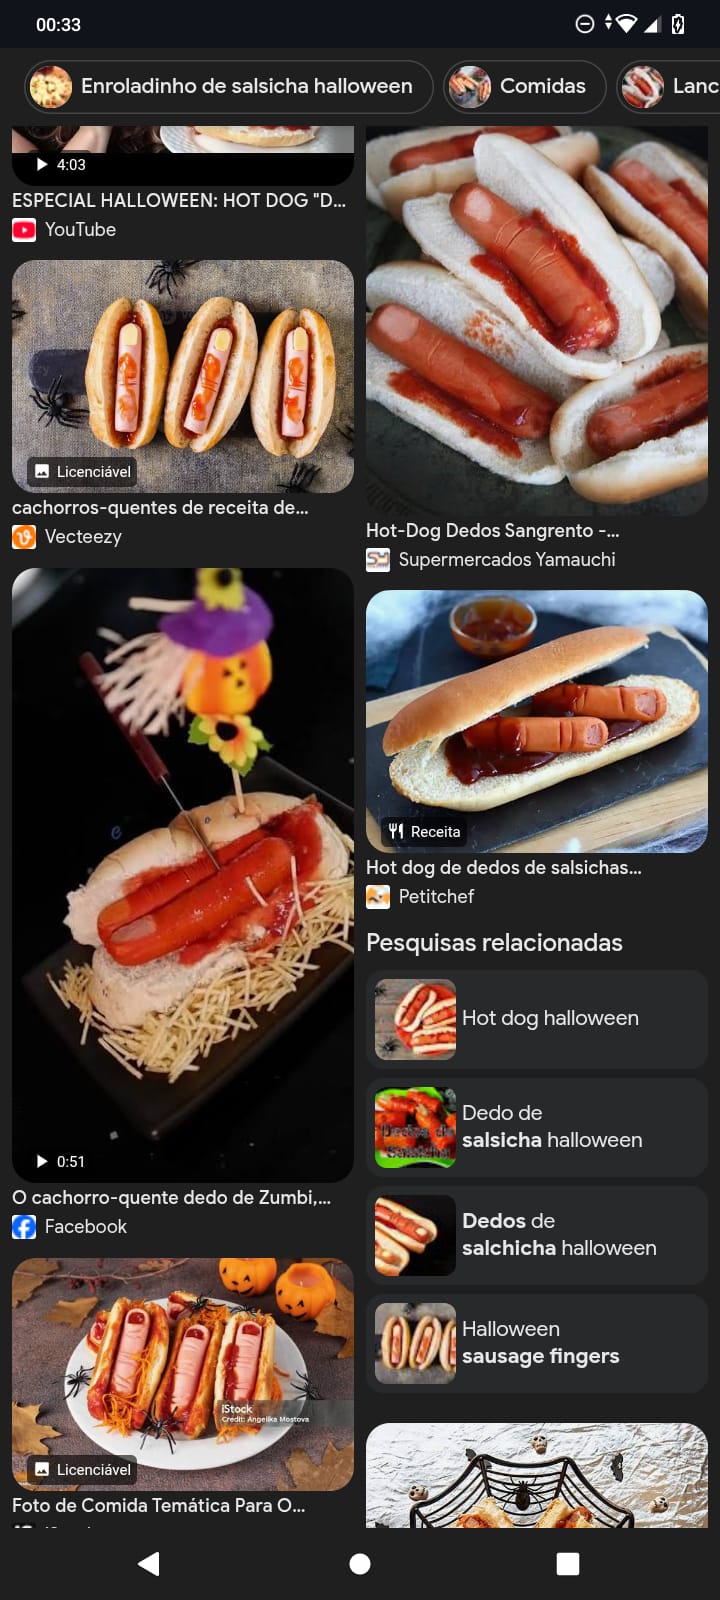 00:33
Enroladinho de salsicha halloween
Comidas
Lanc
4:03
ESPECIAL HALLOWEEN: HOT DOG "D...
YouTube
Licenciável
cachorros-quentes de receita de...
Vecteezy
0:51
O cachorro-quente dedo de Zumbi,...
Facebook
iStock
Credit: Angelika Mostova
Licenciável
Foto de Comida Temática Para O...
Hot-Dog Dedos Sangrento -...
Supermercados Yamauchi
Receita
Hot dog de dedos de salsichas...
Petitchef
Pesquisas relacionadas
Hot dog halloween
Dedo de
salsicha halloween
Dedos de
Salsicha
Dedos de
salchicha halloween
Halloween
sausage fingers